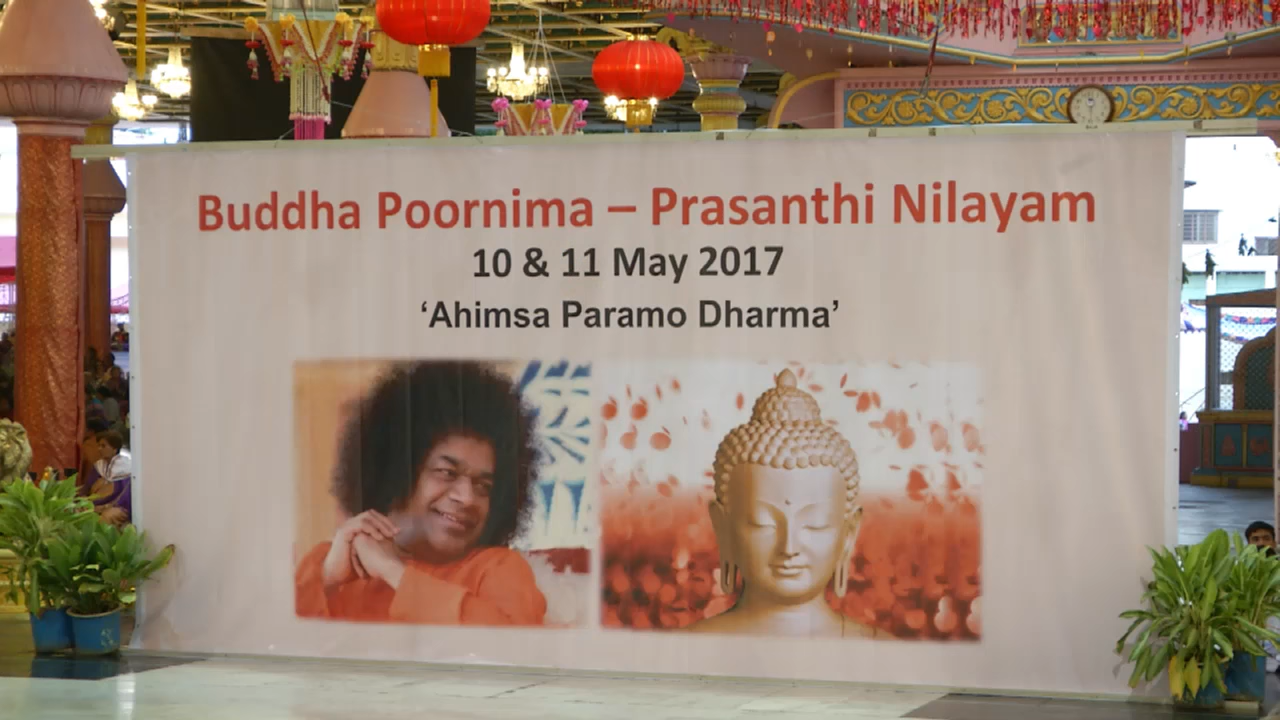 Buddha Poornima – Prasanthi Nilayam
10 & 11 May 2017
‘Ahimsa Paramo Dharma’